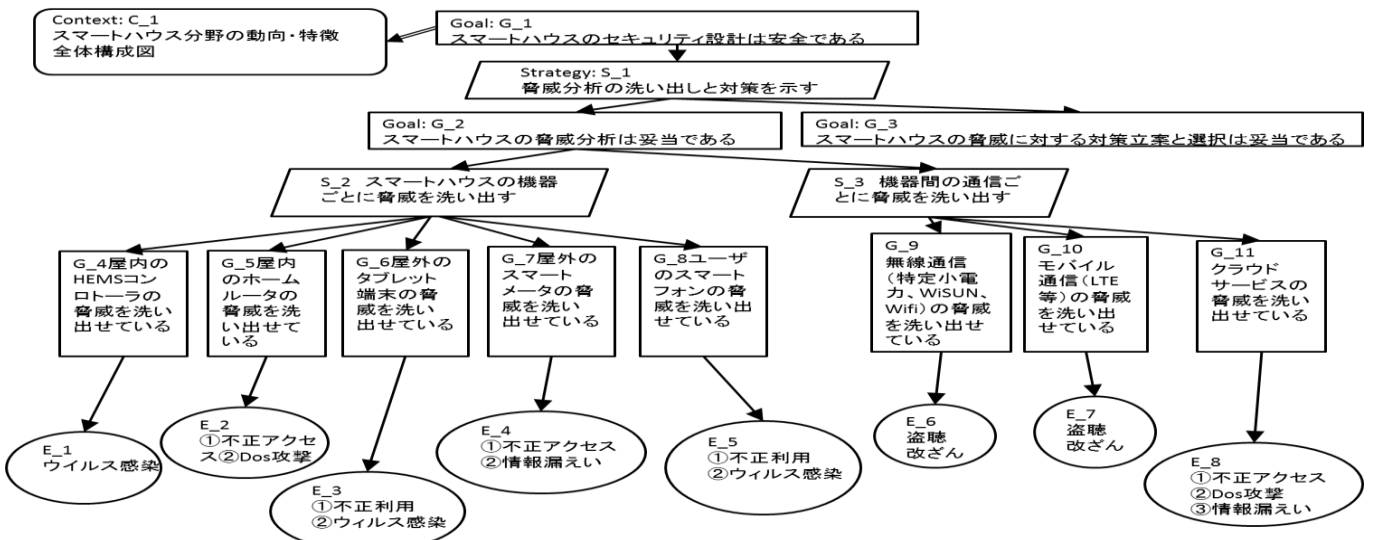 Context: C_1
スマートハウス分野の動向・特徴
全体構成図
Goal: G_1
スマートハウスのセキュリティ設計は安全である
Strategy: S_1
脅威分析の洗い出しと対策を示す
Goal: G_2
スマートハウスの脅威分析は妥当である
Goal: G_3
スマートハウスの脅威に対する対策立案と選択は妥当である
S_2 スマートハウスの機器
ごとに脅威を洗い出す
S_3 機器間の通信ご
とに脅威を洗い出す
G_4屋内の
HEMSコン
ロトーラの
脅威を洗い
出せている
G_5屋内
のホーム
ルータの
脅威を洗
い出せて
いる
G_6屋外の
タブレット
端末の脅
威を洗い
出せている
G_7屋外の
スマート
メータの脅
威を洗い
出せている
G_8ユーザ
のスマート
フォンの脅
威を洗い出
せている
G_9
無線通信
(特定小電
力、WiSUN、
Wifi)の脅威
を洗い出せ
ている
G_10
モバイル
通信(LTE
等)の脅威
を洗い出
せている
G_11
クラウド
サービスの
脅威を洗い
出せている
E_1
ウイルス感染
E_2
①不正アクセ
ス②Dos攻撃
E_3
①不正利用
②ウィルス感染
E_4
①不正アクセス
②情報漏えい
E_5
①不正利用
②ウィルス感染
E_6
盗聴
改ざん
E_7
盗聴
改ざん
E_8
①不正アクセス
②Dos攻撃
③情報漏えい